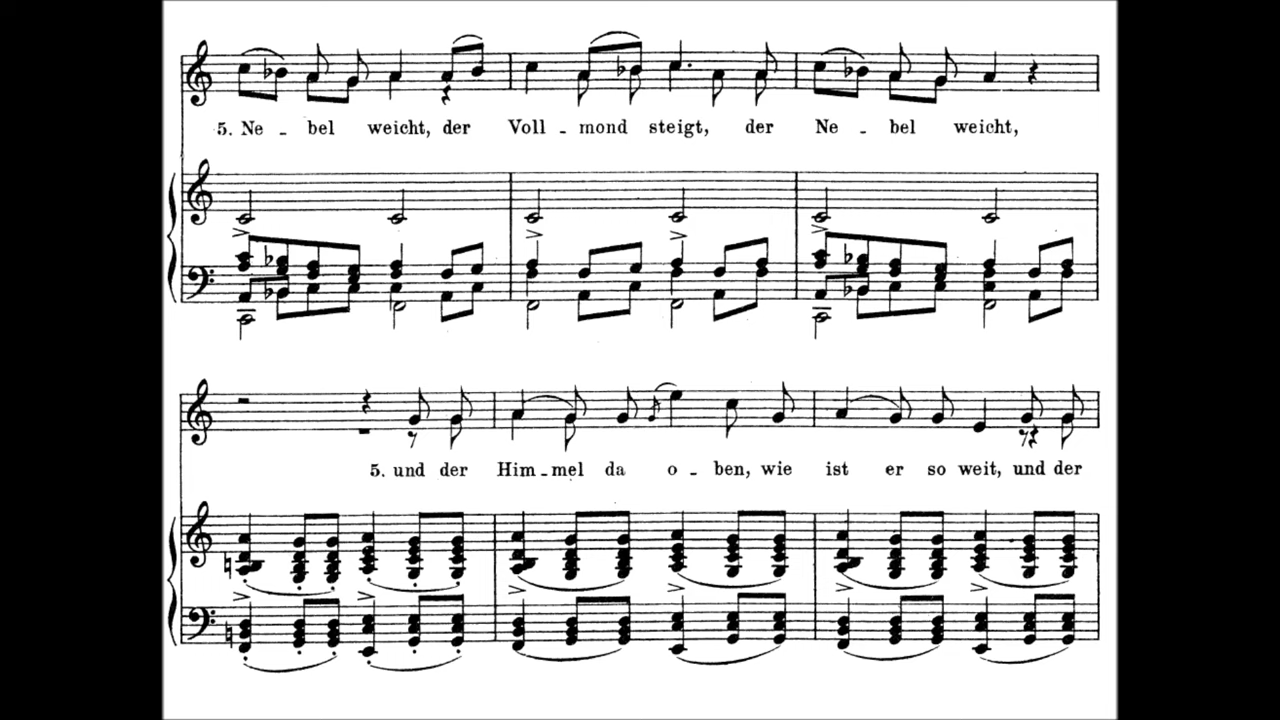 5. Ne - bel weicht, der Voll - mond steigt, der Ne - bel weicht,
5. und der Him - mel da o - ben, wie ist er so weit, und der